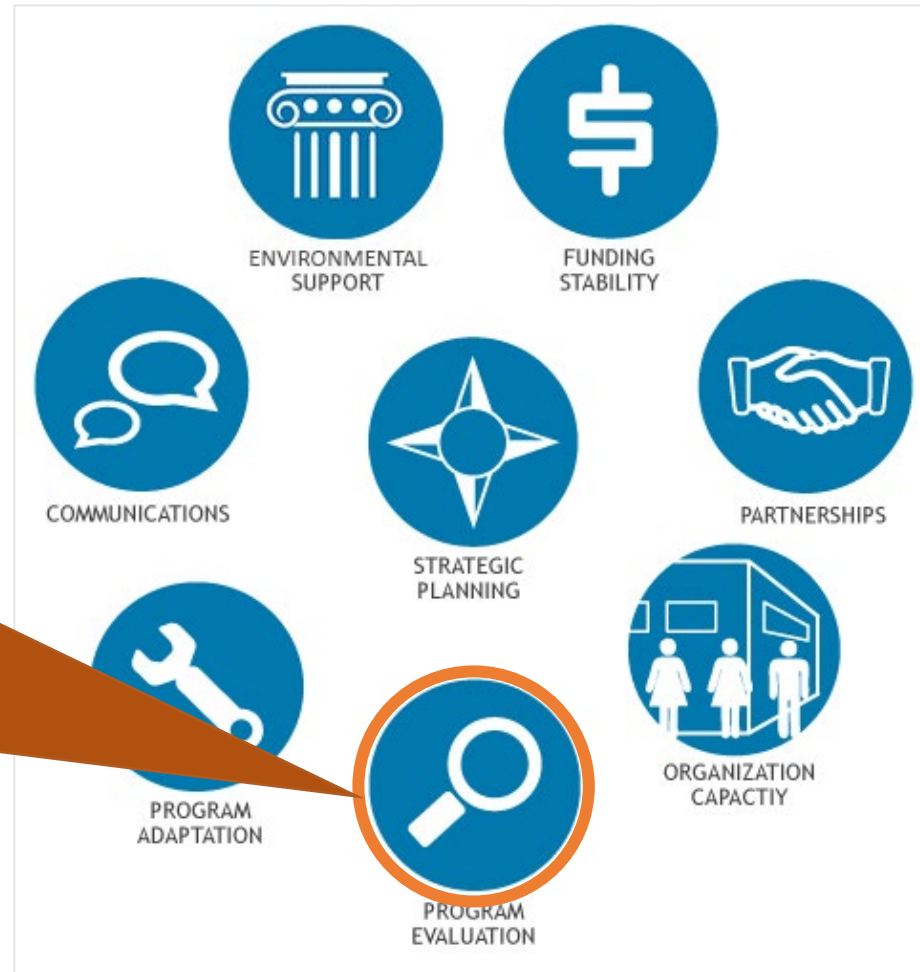 ENVIRONMENTAL
SUPPORT
FUNDING
STABILITY
COMMUNICATIONS
STRATEGIC
PLANNING
PARTNERSHIPS
PROGRAM
ADAPTATION
PROGRAM
EVALUATION
ORGANIZATION
CAPACTIY